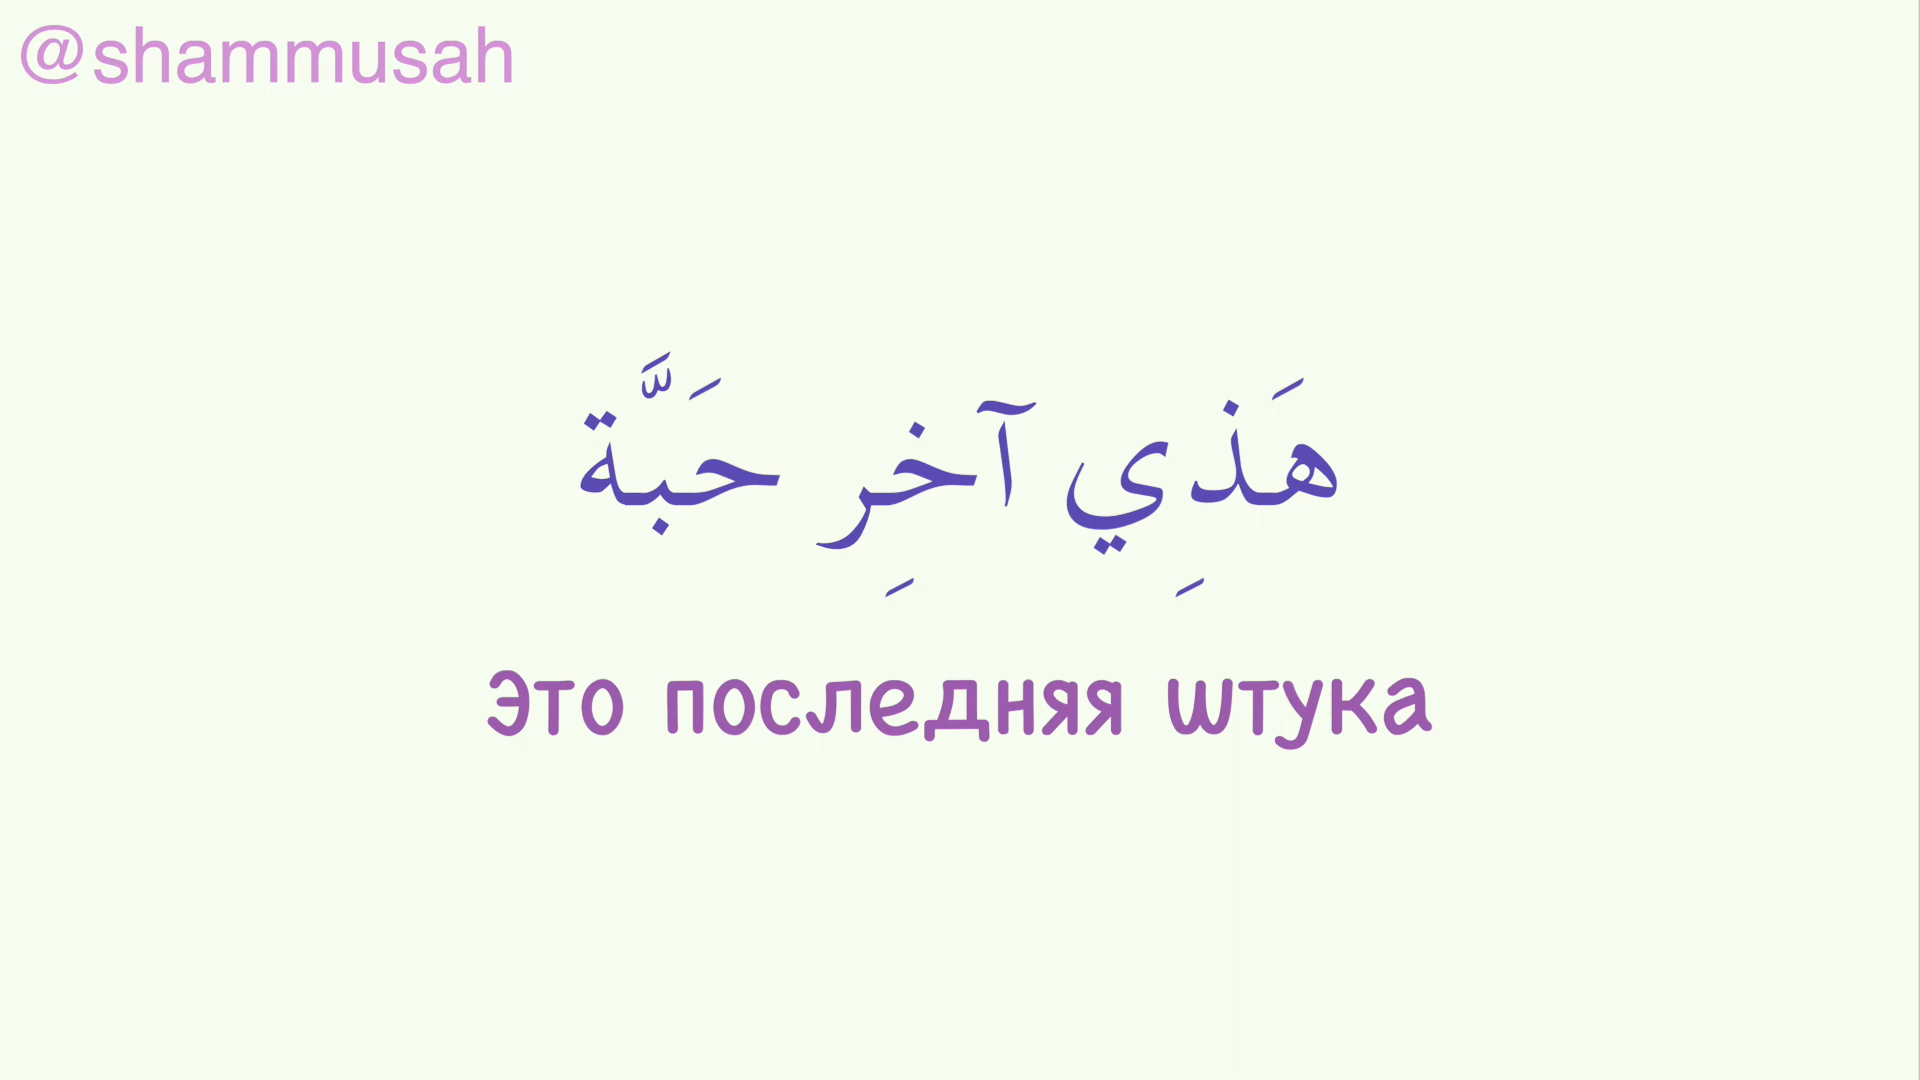 @shammusah
هَذِي آخِر حَبَّة
это последняя штука